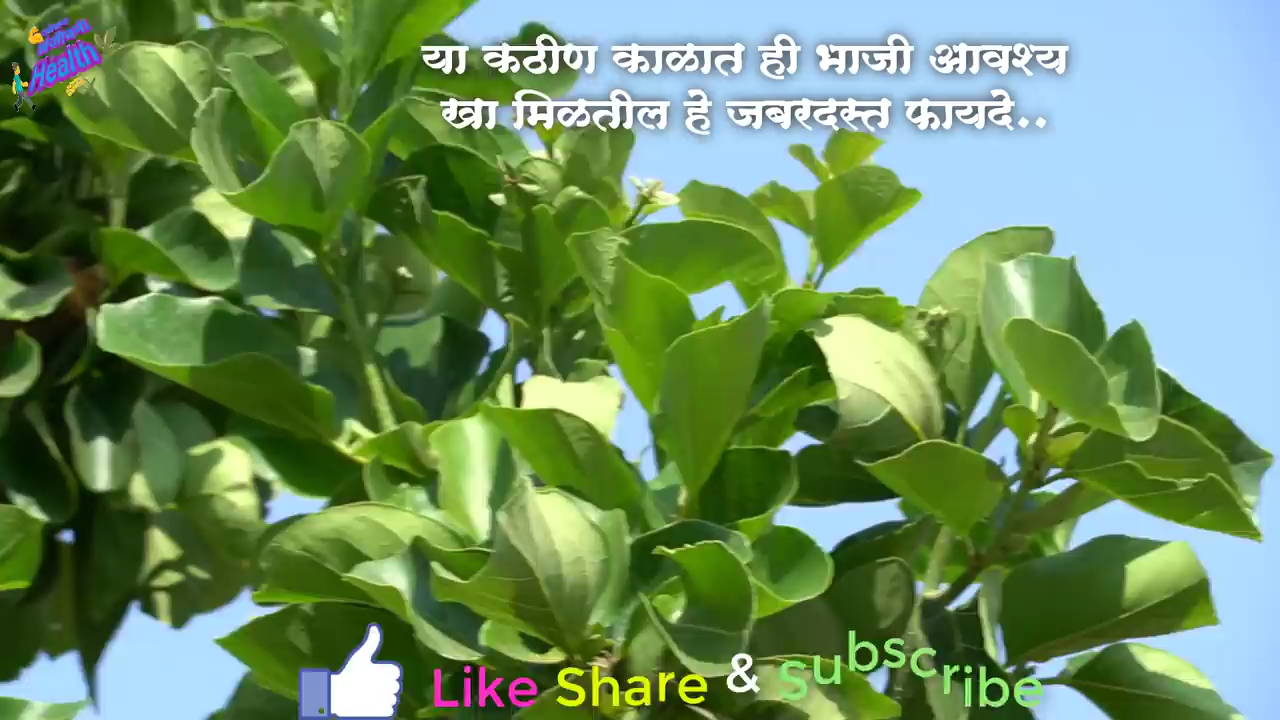 Health
या कठीण काळात ही भाजी आवश्य
खा मिळतील हे जबरदस्त फायदे..
Like Share & Subscribe